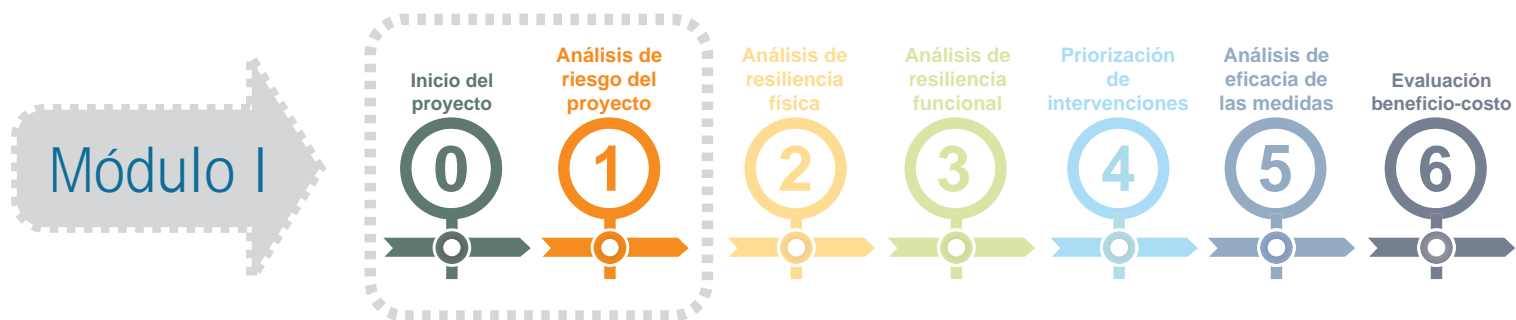 Módulo I
Inicio del
proyecto
0
Análisis de
riesgo del
proyecto
1
Análisis de
resiliencia
física
2
Análisis de
resiliencia
funcional
3
Priorización
de
intervenciones
4
Análisis de
eficacia de
las medidas
5
Evaluación
beneficio-costo
6